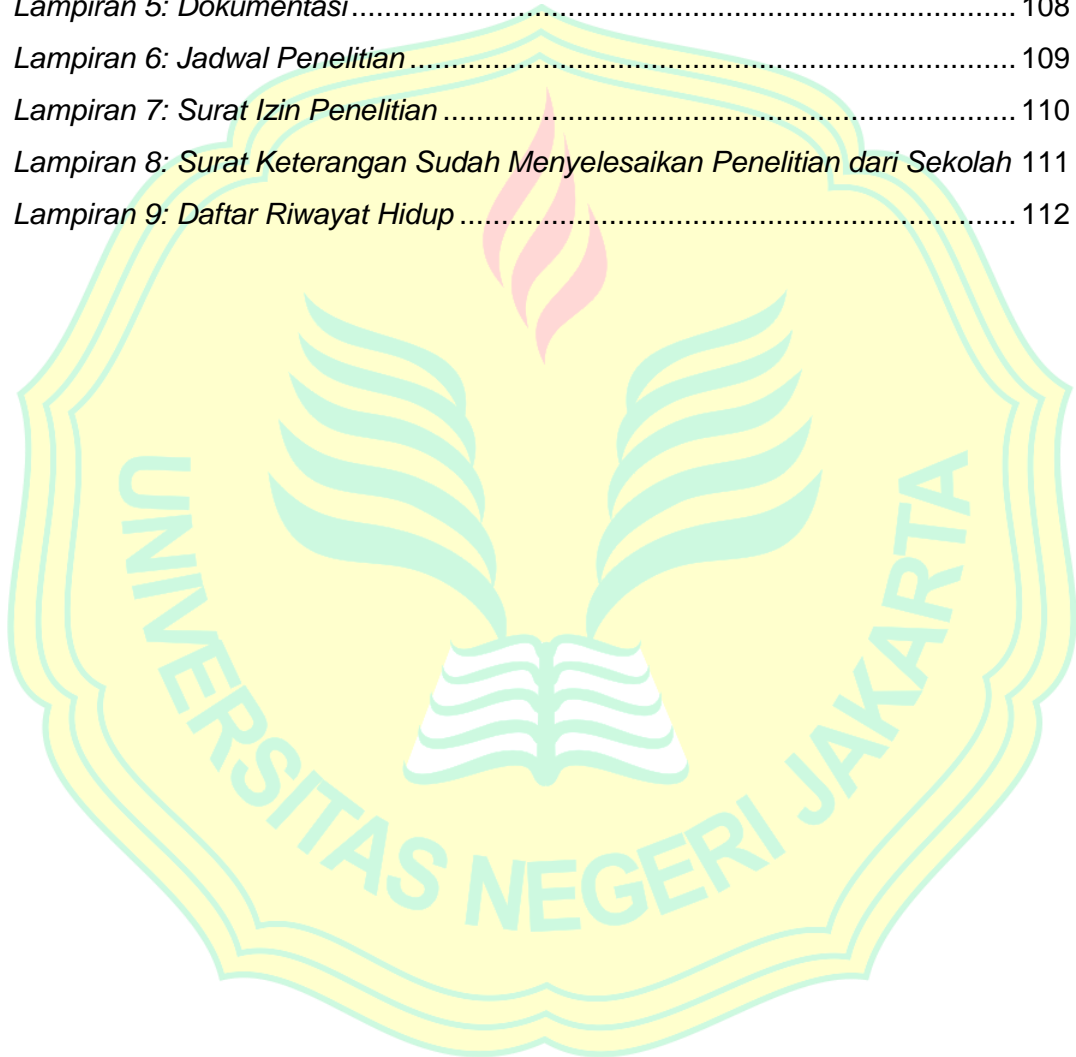 Lampiran 5: Dokumentasi........................................................................................ 108
Lampiran 6: Jadwal Penelitian................................................................................ 109
Lampiran 7: Surat Izin Penelitian ............................................................................ 110
Lampiran 8: Surat Keterangan Sudah Menyelesaikan Penelitian dari Sekolah 111
Lampiran 9: Daftar Riwayat Hidup .......................................................................... 112
UNIVERSITAS NEGERI JAKARTA